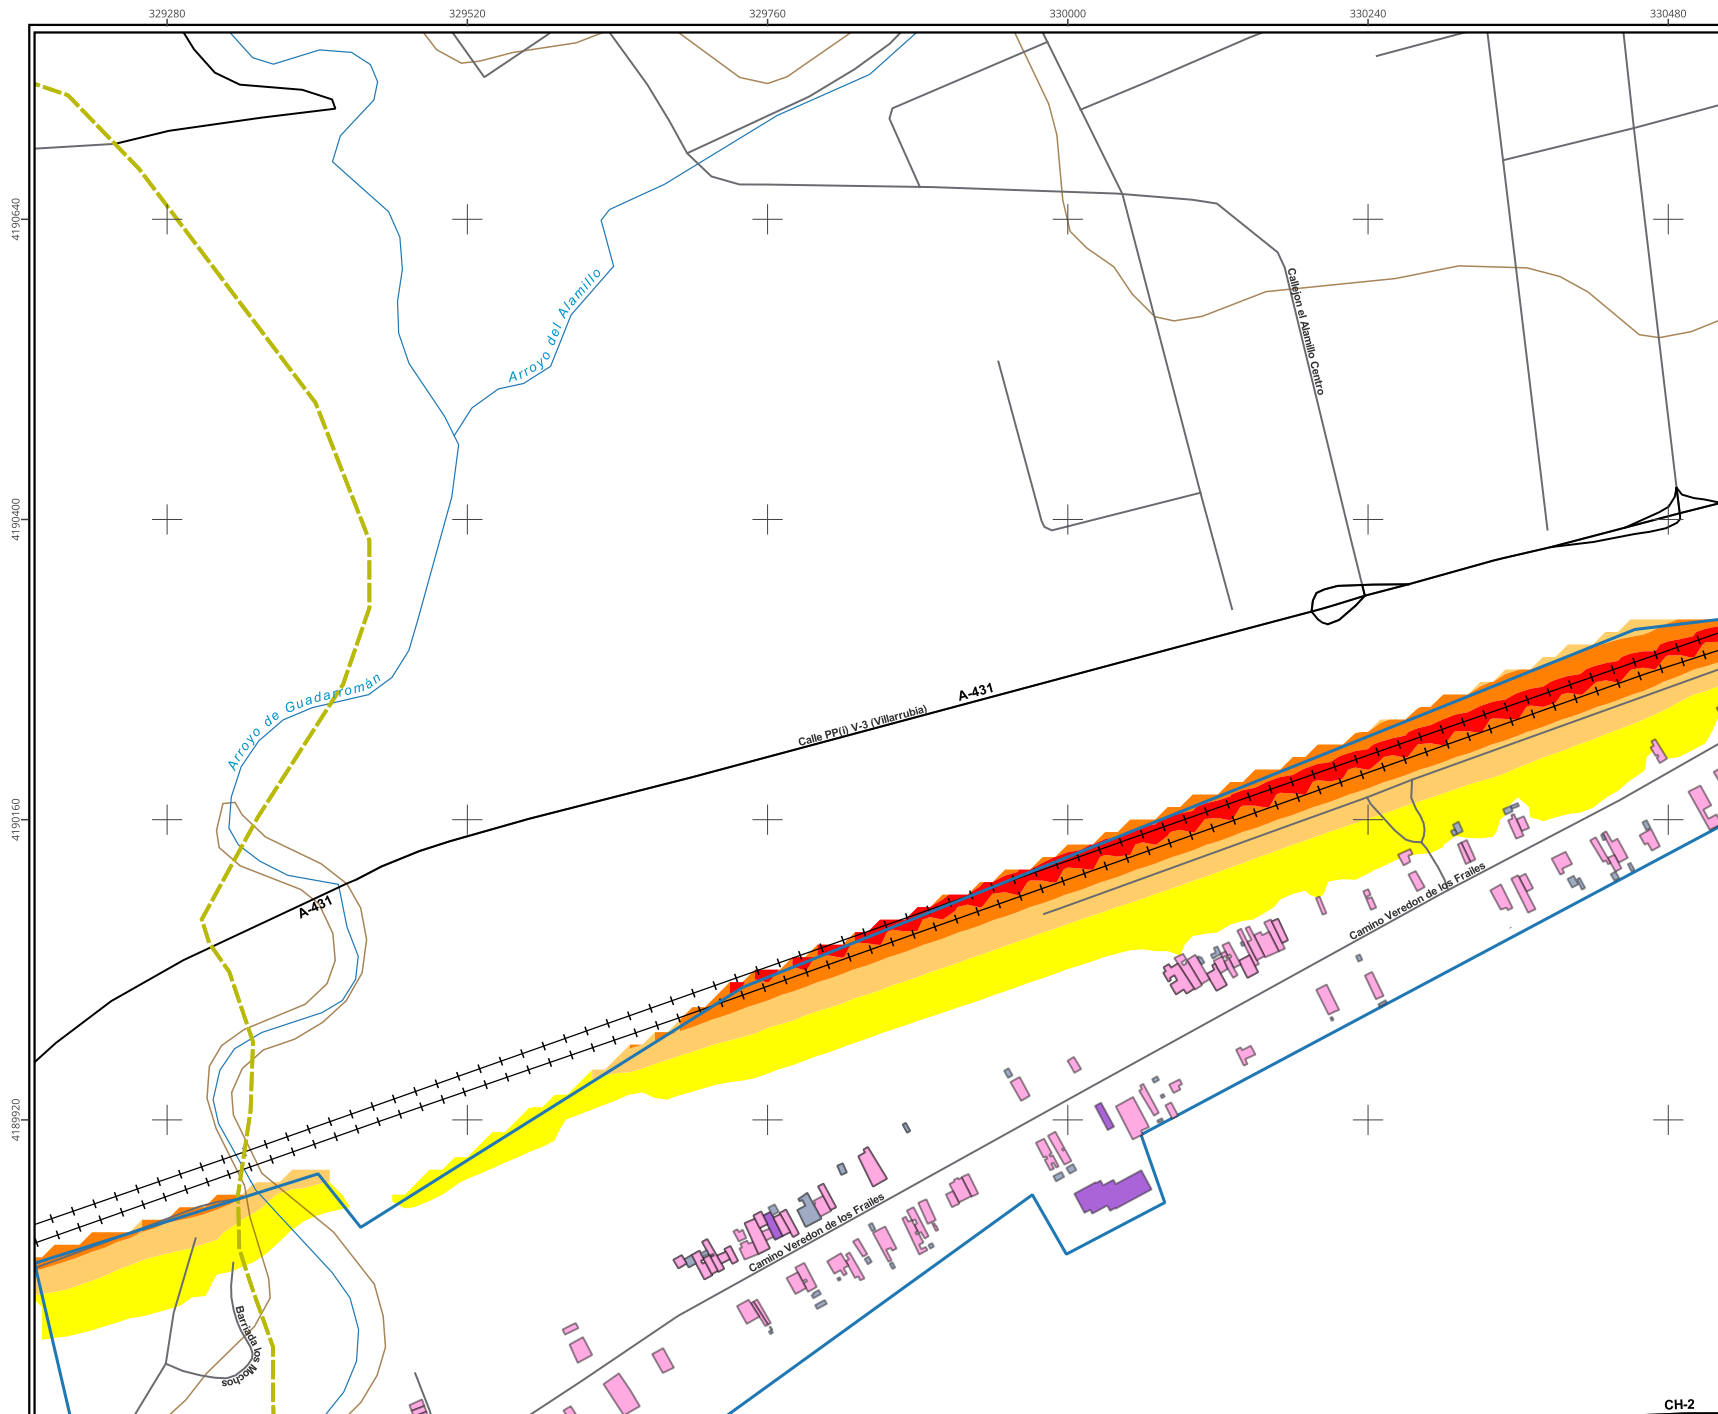 329280
329520
329760
330000
330240
330480
4190640
4190400
4190160
4189920
Arroyo del Alamillo
Callejon el Alamillo Centro
Arroyo de Guadarromán
A-431
Calle PP(i) V-3 (Villarrubia)
A-431
Camino Veredon de los Frailes
Camino Veredon de los Frailes
Barriada los Mochos
CH-2